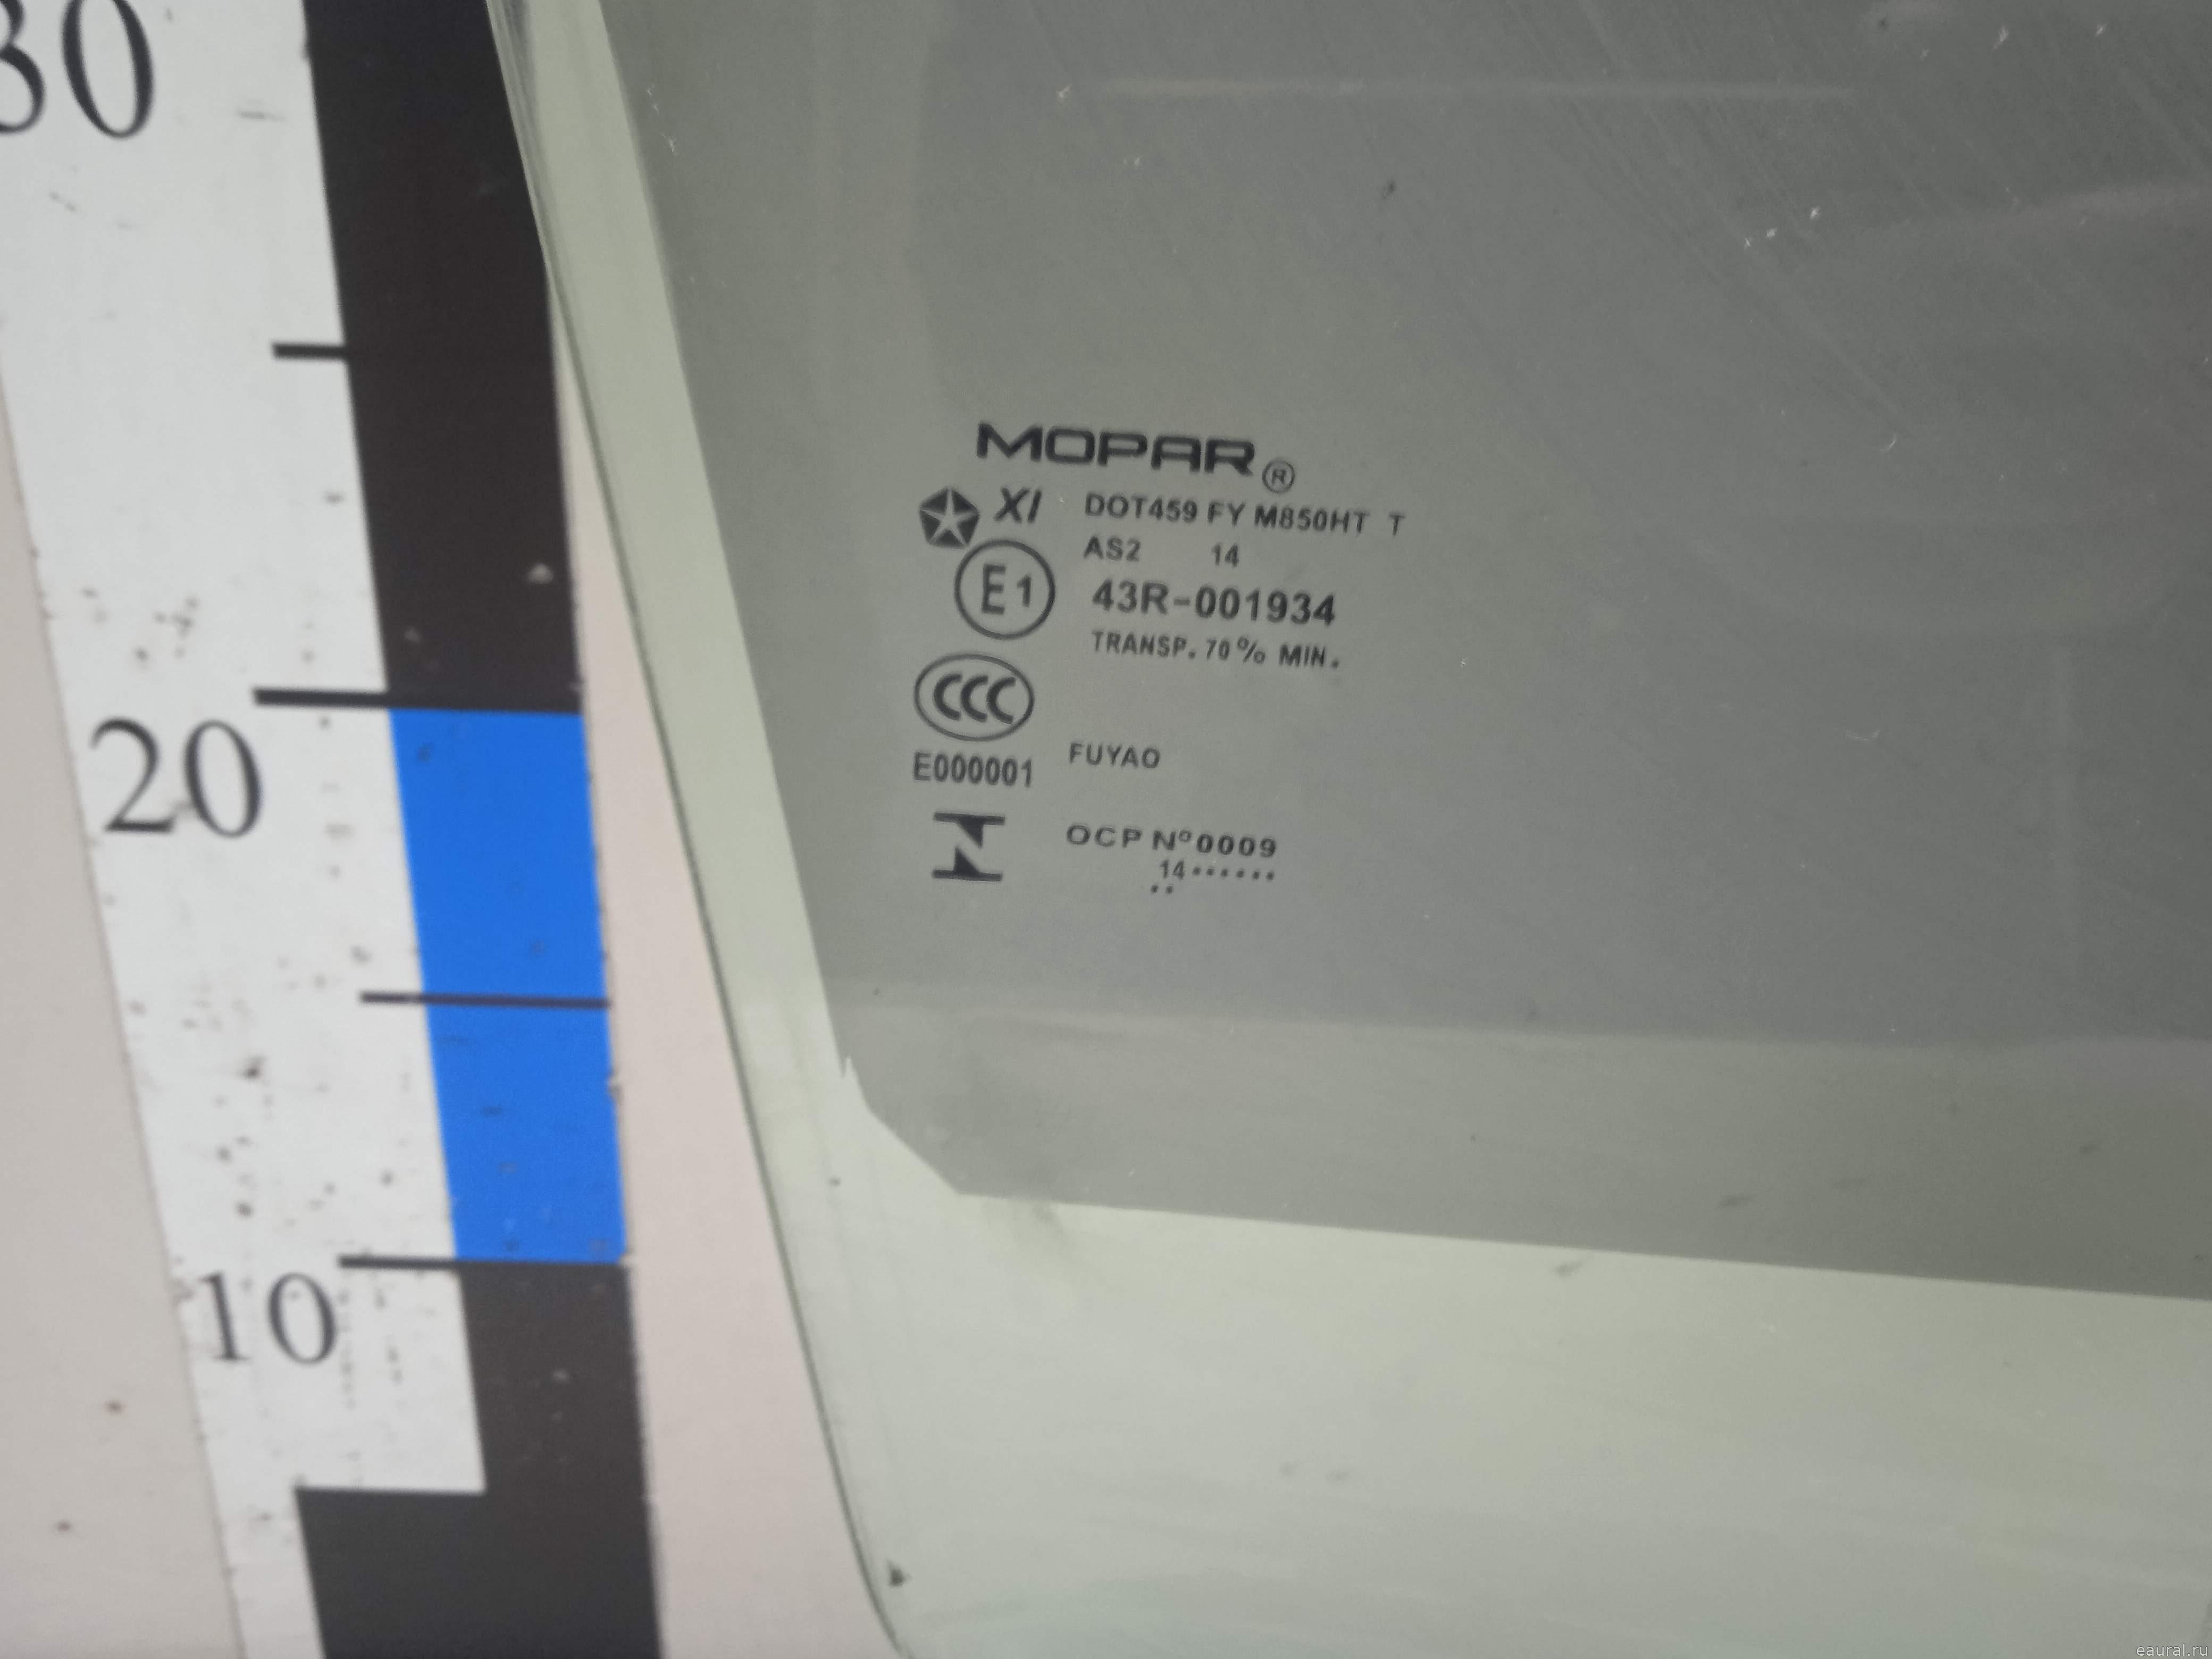 30
20
10
MOPAR®
XI DOT459 FY M850HT T
AS2 14
E1 43R-001934
TRANSP. 70% MIN.
CCC
E000001 FUYAO
OCP Nº0009
14••••••
••
eaural.ru